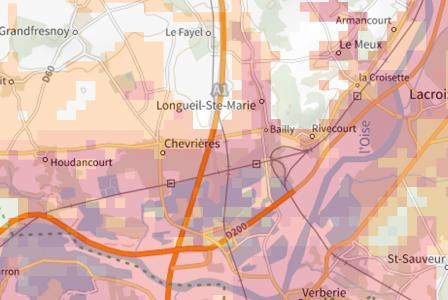 Armancourt
Grandfresnoy
Le Fayel
Le Meux
D60
la Croisette
A1
Lacroi
Longueil-Ste-Marie
Bailly
Rivecourt
l'Oise
Chevrières
Houdancourt
D200
St-Sauveur
rron
Verberie